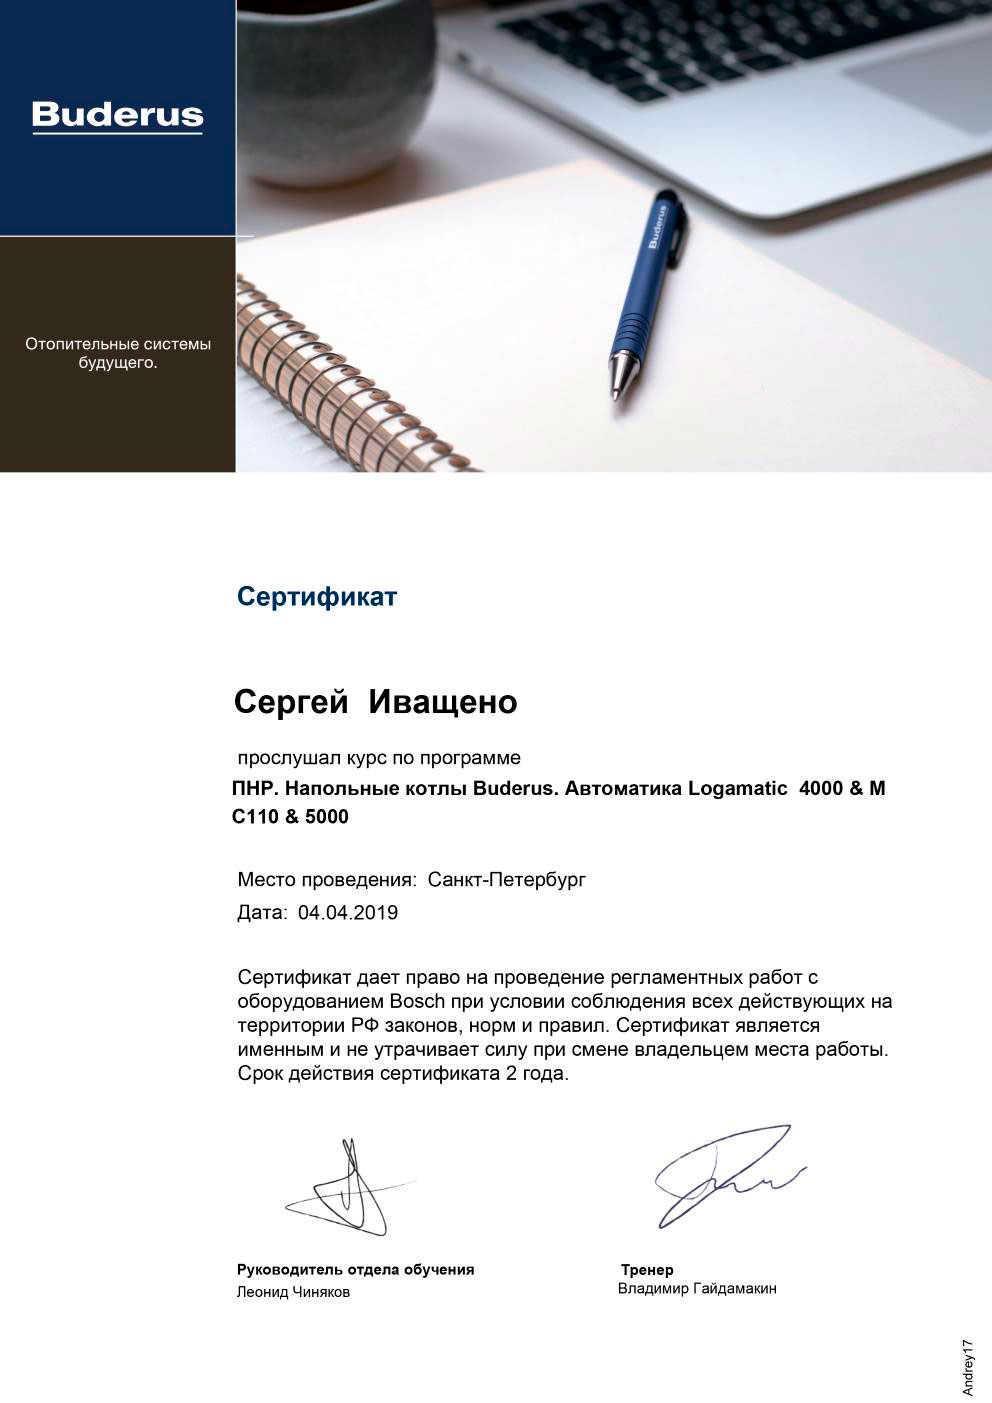 Buderus
Отопительные системы
будущего.
Buderus
Сертификат
Сергей Иващено
прослушал курс по программе
ПНР. Напольные котлы Buderus. Автоматика Logamatic 4000 & M
C110 & 5000
Место проведения: Санкт-Петербург
Дата: 04.04.2019
Сертификат дает право на проведение регламентных работ с
оборудованием Bosch при условии соблюдения всех действующих на
территории РФ законов, норм и правил. Сертификат является
именным и не утрачивает силу при смене владельцем места работы.
Срок действия сертификата 2 года.
Руководитель отдела обучения
Леонид Чиняков
Тренер
Владимир Гайдамакин
Andrey17